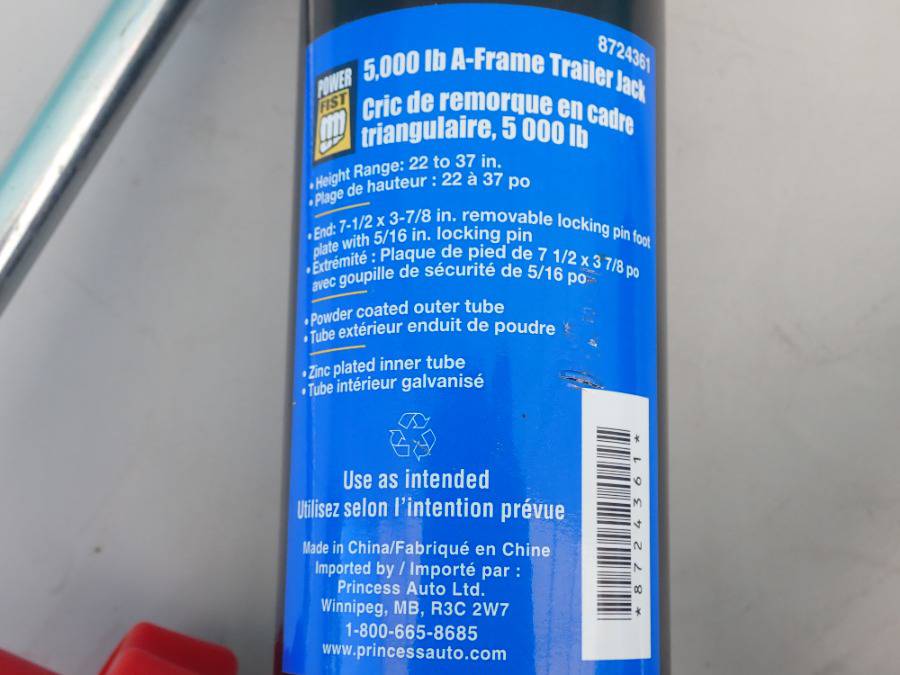 8724361
POWER
FIST
5,000 lb A-Frame Trailer Jack
Cric de remorque en cadre
triangulaire, 5 000 lb
• Height Range: 22 to 37 in.
• Plage de hauteur : 22 à 37 po
• End: 7-1/2 x 3-7/8 in. removable locking pin foot
plate with 5/16 in. locking pin
• Extrémité : Plaque de pied de 7 1/2 x 3 7/8 po
avec goupille de sécurité de 5/16 po
• Powder coated outer tube
• Tube extérieur enduit de poudre
• Zinc plated inner tube
• Tube intérieur galvanisé
Use as intended
Utilisez selon l'intention prévue
Made in China/Fabriqué en Chine
Imported by / Importé par :
Princess Auto Ltd.
Winnipeg, MB, R3C 2W7
1-800-665-8685
www.princessauto.com
*8724361*